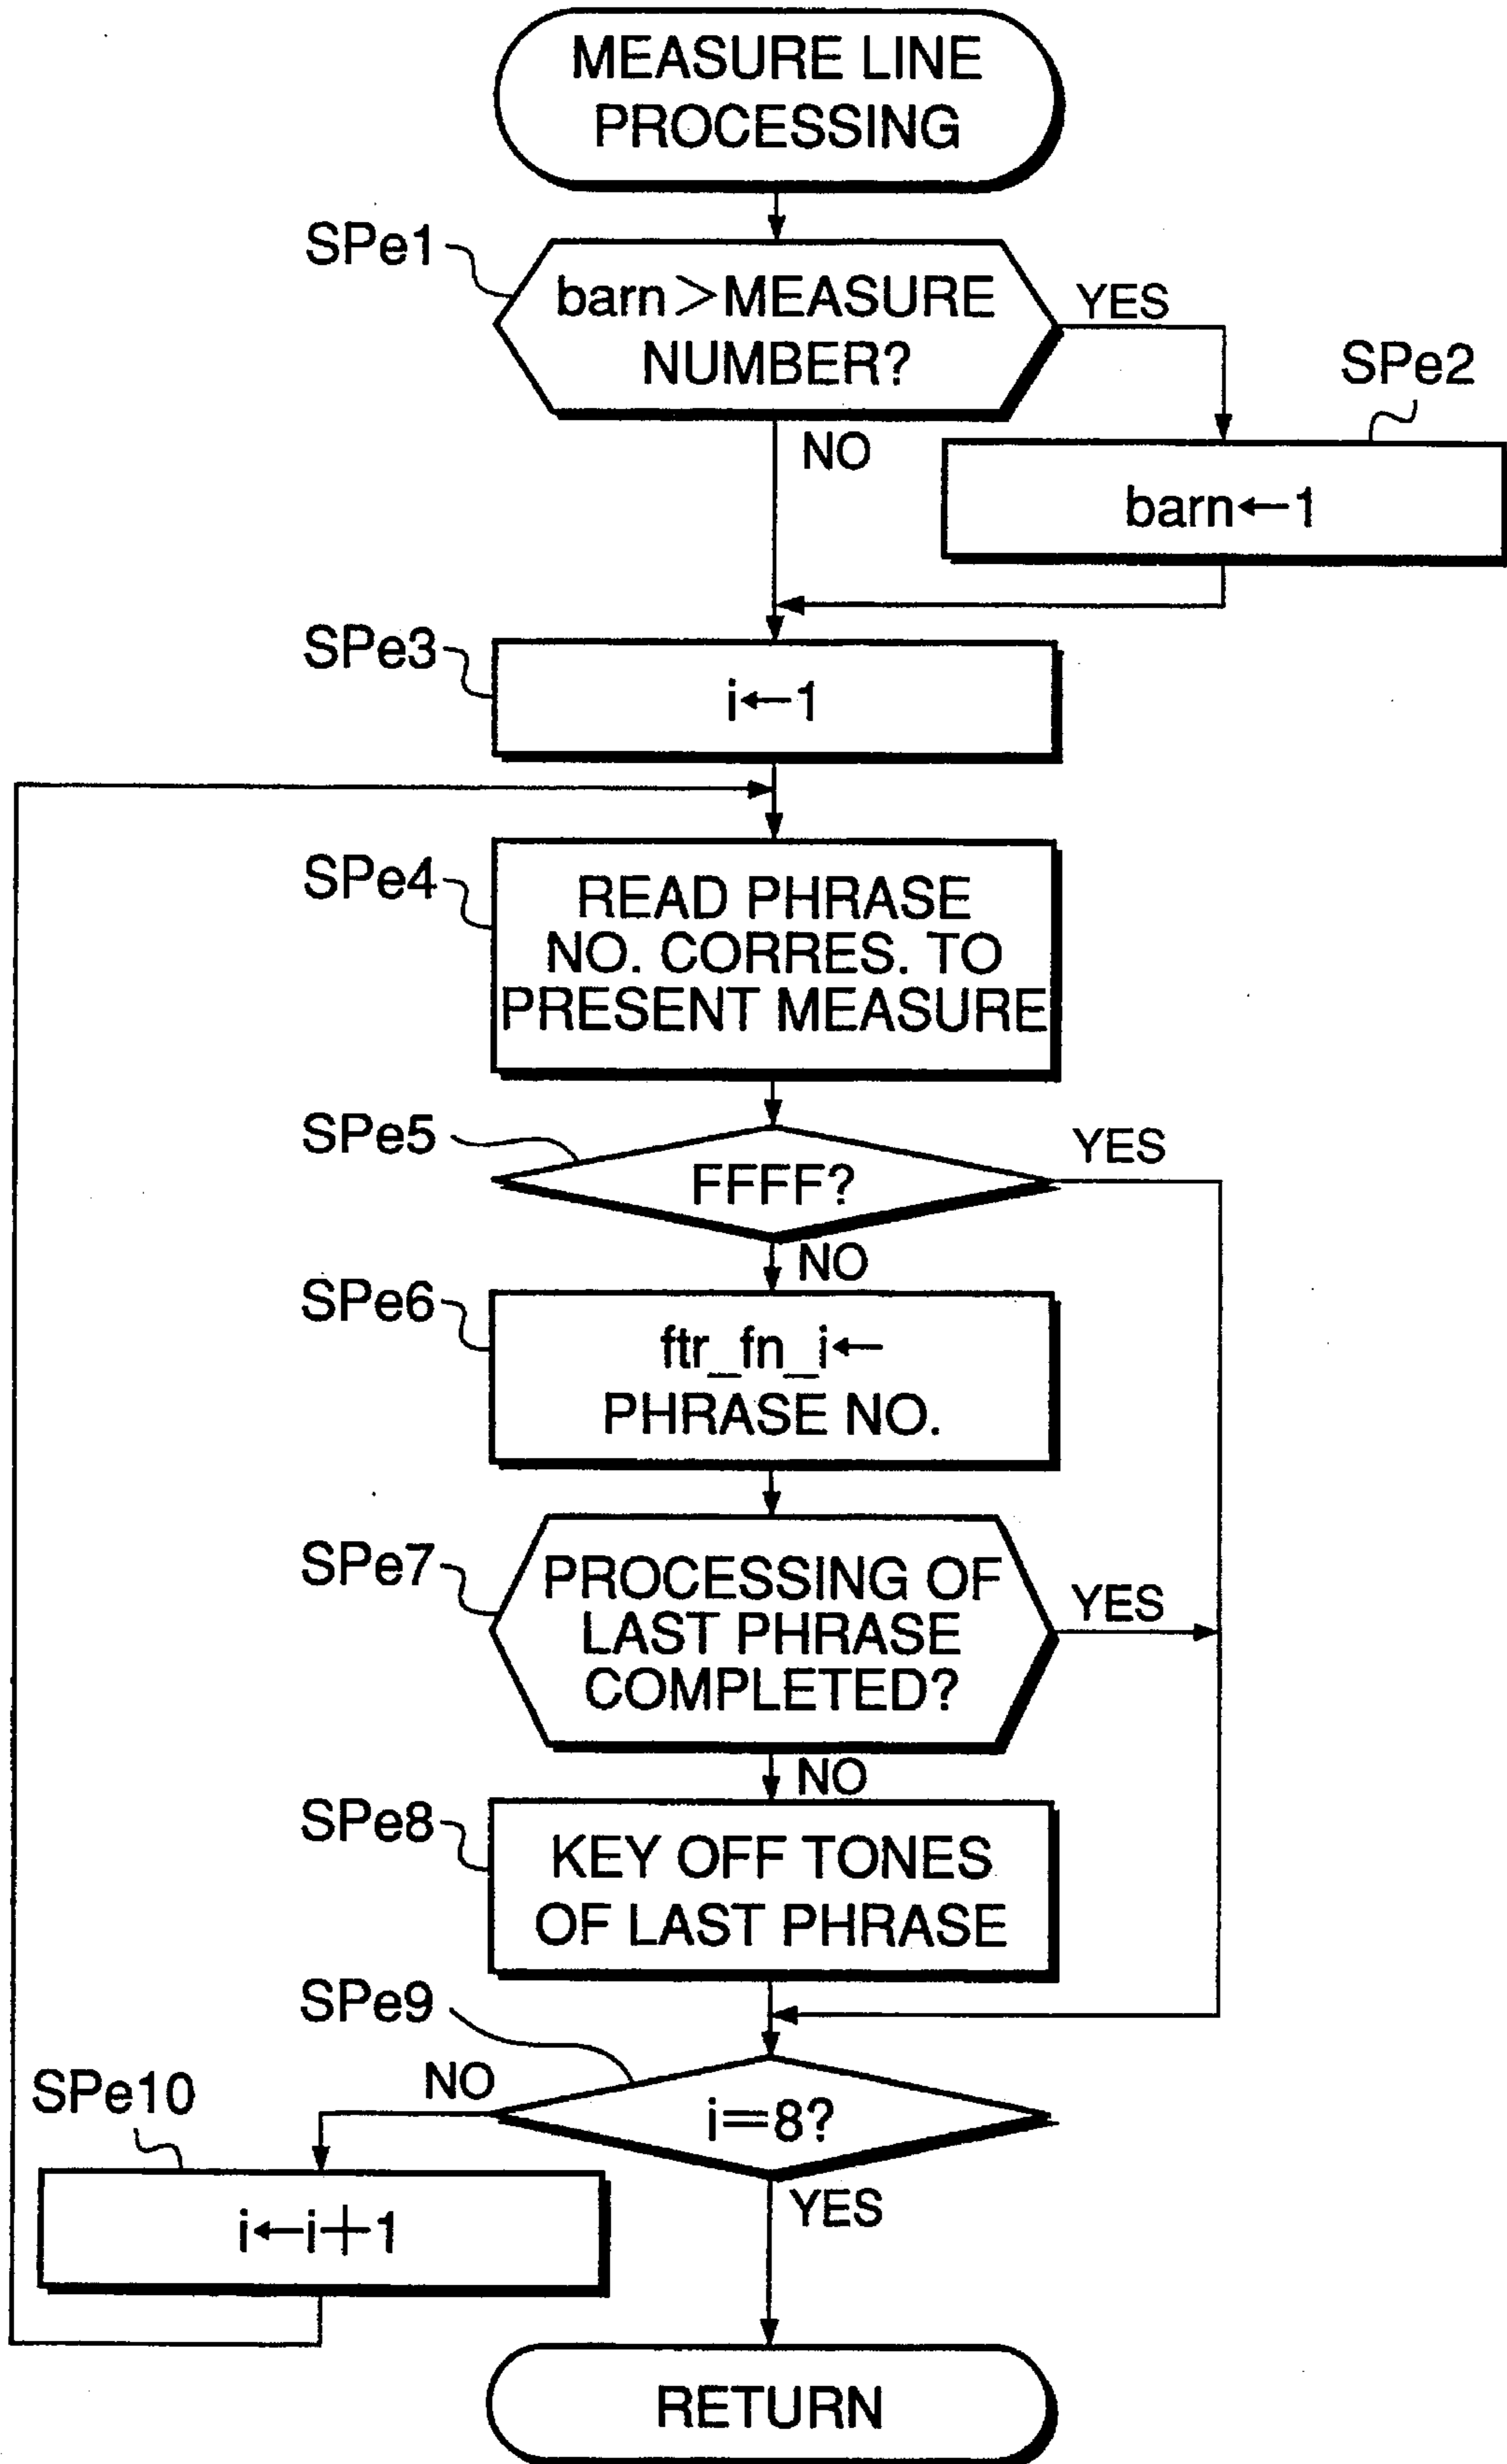 MEASURE LINE
PROCESSING
SPe1
barn>MEASURE
NUMBER?
YES
NO
SPe2
barn←1
SPe3
i←1
SPe4
READ PHRASE
NO. CORRES. TO
PRESENT MEASURE
SPe5
FFFF?
YES
NO
SPe6
ftr_fn_i←
PHRASE NO.
SPe7
PROCESSING OF
LAST PHRASE
COMPLETED?
YES
NO
SPe8
KEY OFF TONES
OF LAST PHRASE
SPe9
i=8?
NO
YES
SPe10
i←i+1
RETURN